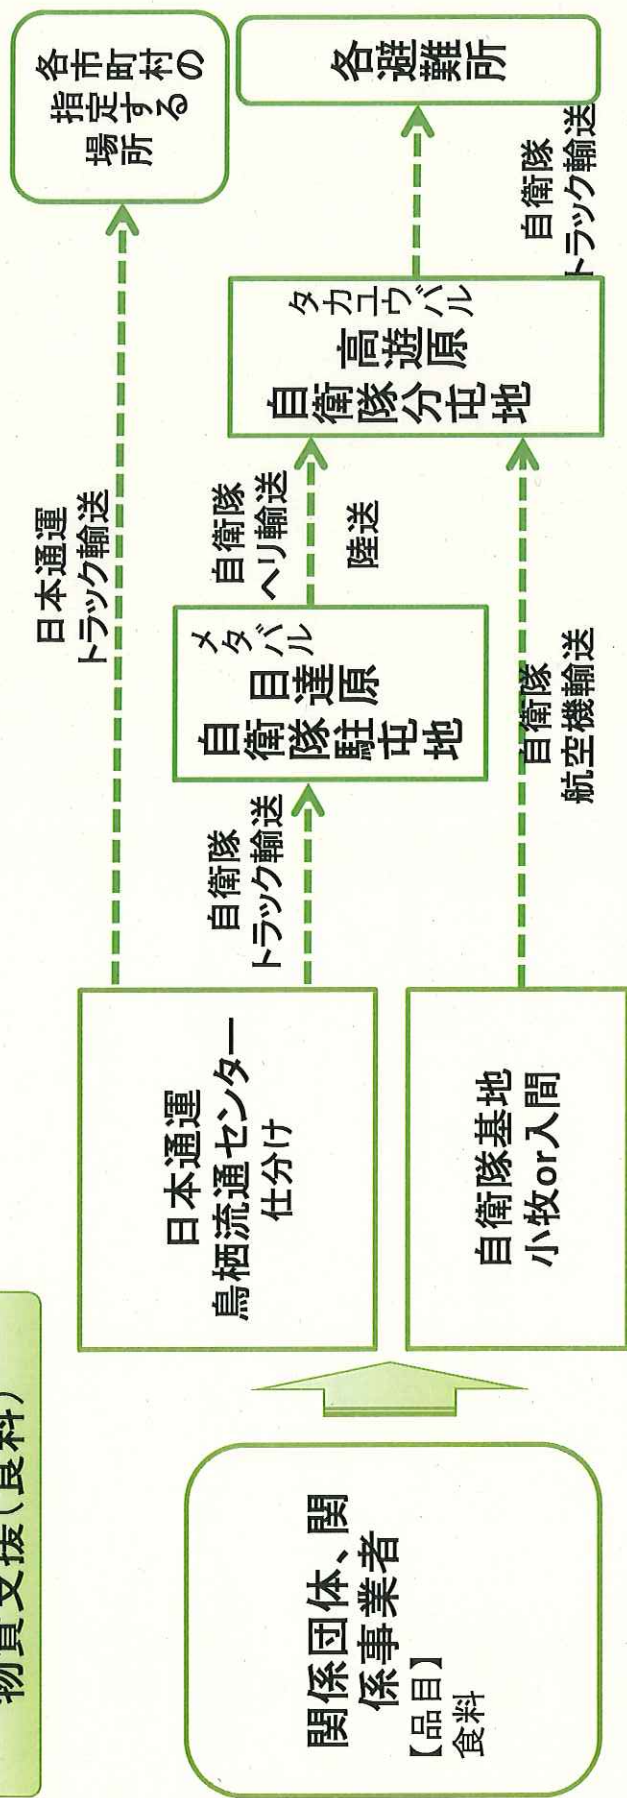 物資支援(食料)
関係団体、関
係事業者
【品目】
食料
日本通運
鳥栖流通センター
仕分け
自衛隊基地
小牧or入間
日本通運
トラック輸送
自衛隊
トラック輸送
メタバル
目達原
自衛隊駐屯地
自衛隊
ヘリ輸送
陸送
自衛隊
航空機輸送
タカユウバル
高遊原
自衛隊分屯地
自衛隊
トラック輸送
各市町村の
指定する
場所
各避難所